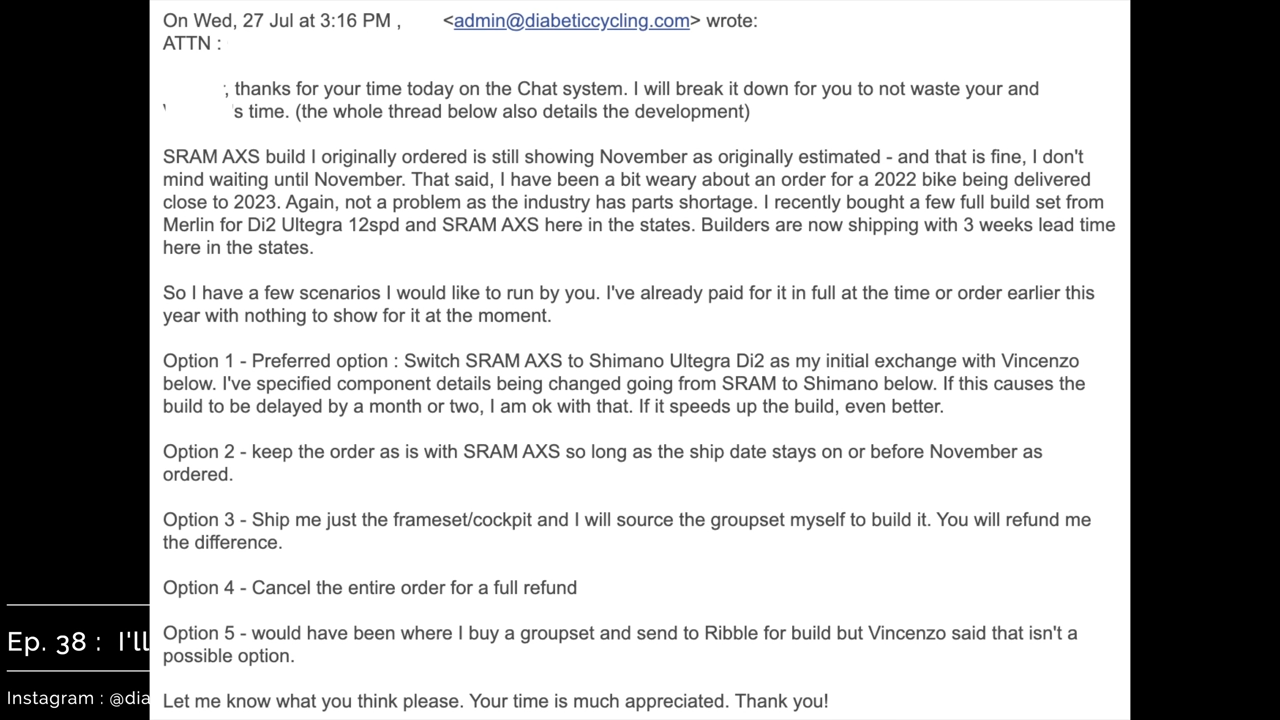 On Wed, 27 Jul at 3:16 PM , <admin@diabeticcycling.com> wrote:
ATTN :
, thanks for your time today on the Chat system. I will break it down for you to not waste your and
's time. (the whole thread below also details the development)
SRAM AXS build I originally ordered is still showing November as originally estimated - and that is fine, I don't
mind waiting until November. That said, I have been a bit weary about an order for a 2022 bike being delivered
close to 2023. Again, not a problem as the industry has parts shortage. I recently bought a few full build set from
Merlin for Di2 Ultegra 12spd and SRAM AXS here in the states. Builders are now shipping with 3 weeks lead time
here in the states.
So I have a few scenarios I would like to run by you. I've already paid for it in full at the time or order earlier this
year with nothing to show for it at the moment.
Option 1 - Preferred option : Switch SRAM AXS to Shimano Ultegra Di2 as my initial exchange with Vincenzo
below. I've specified component details being changed going from SRAM to Shimano below. If this causes the
build to be delayed by a month or two, I am ok with that. If it speeds up the build, even better.
Option 2 - keep the order as is with SRAM AXS so long as the ship date stays on or before November as
ordered.
Option 3 - Ship me just the frameset/cockpit and I will source the groupset myself to build it. You will refund me
the difference.
Option 4 - Cancel the entire order for a full refund
Option 5 - would have been where I buy a groupset and send to Ribble for build but Vincenzo said that isn't a
possible option.
Let me know what you think please. Your time is much appreciated. Thank you!
Ep. 38 : I'll
Instagram : @dia